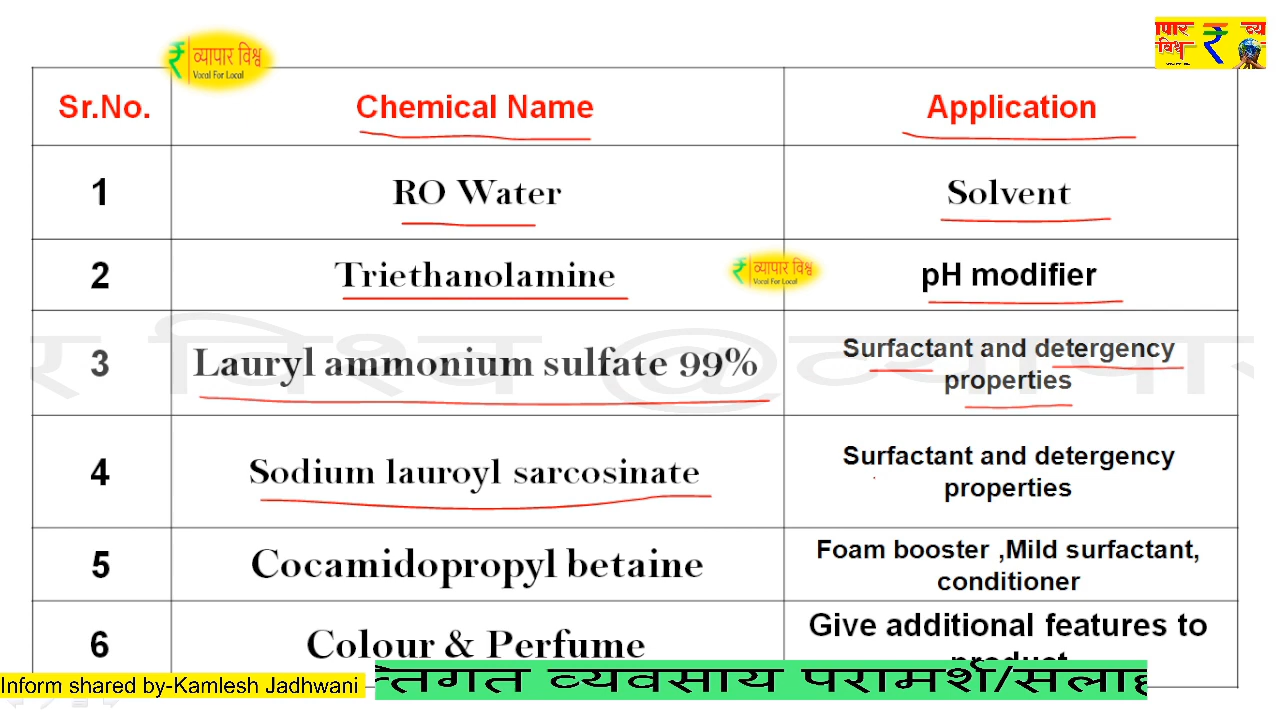 व्यापार विश्व
Vocal For Local
Sr.No. Chemical Name Application
1 RO Water Solvent
2 Triethanolamine pH modifier
व्यापार विश्व
Vocal For Local
3 Lauryl ammonium sulfate 99% Surfactant and detergency
properties
4 Sodium lauroyl sarcosinate Surfactant and detergency
properties
5 Cocamidopropyl betaine Foam booster ,Mild surfactant,
conditioner
6 Colour & Perfume Give additional features to
product
Inform shared by-Kamlesh Jadhwani
व्यवसाय परामर्श/सलाह